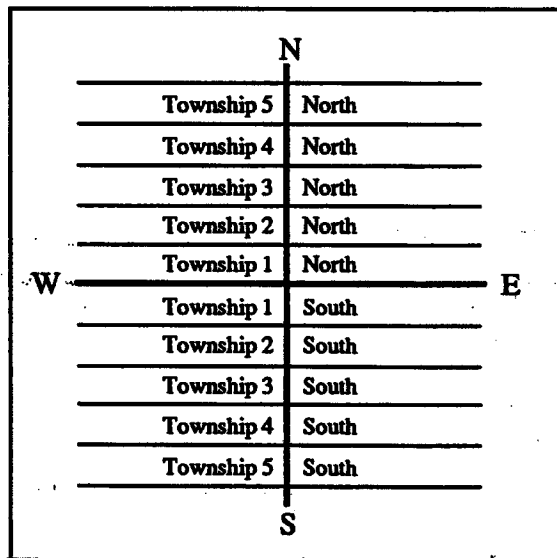 N
Township 5 North
Township 4 North
Township 3 North
Township 2 North
Township 1 North
W E
Township 1 South
Township 2 South
Township 3 South
Township 4 South
Township 5 South
S